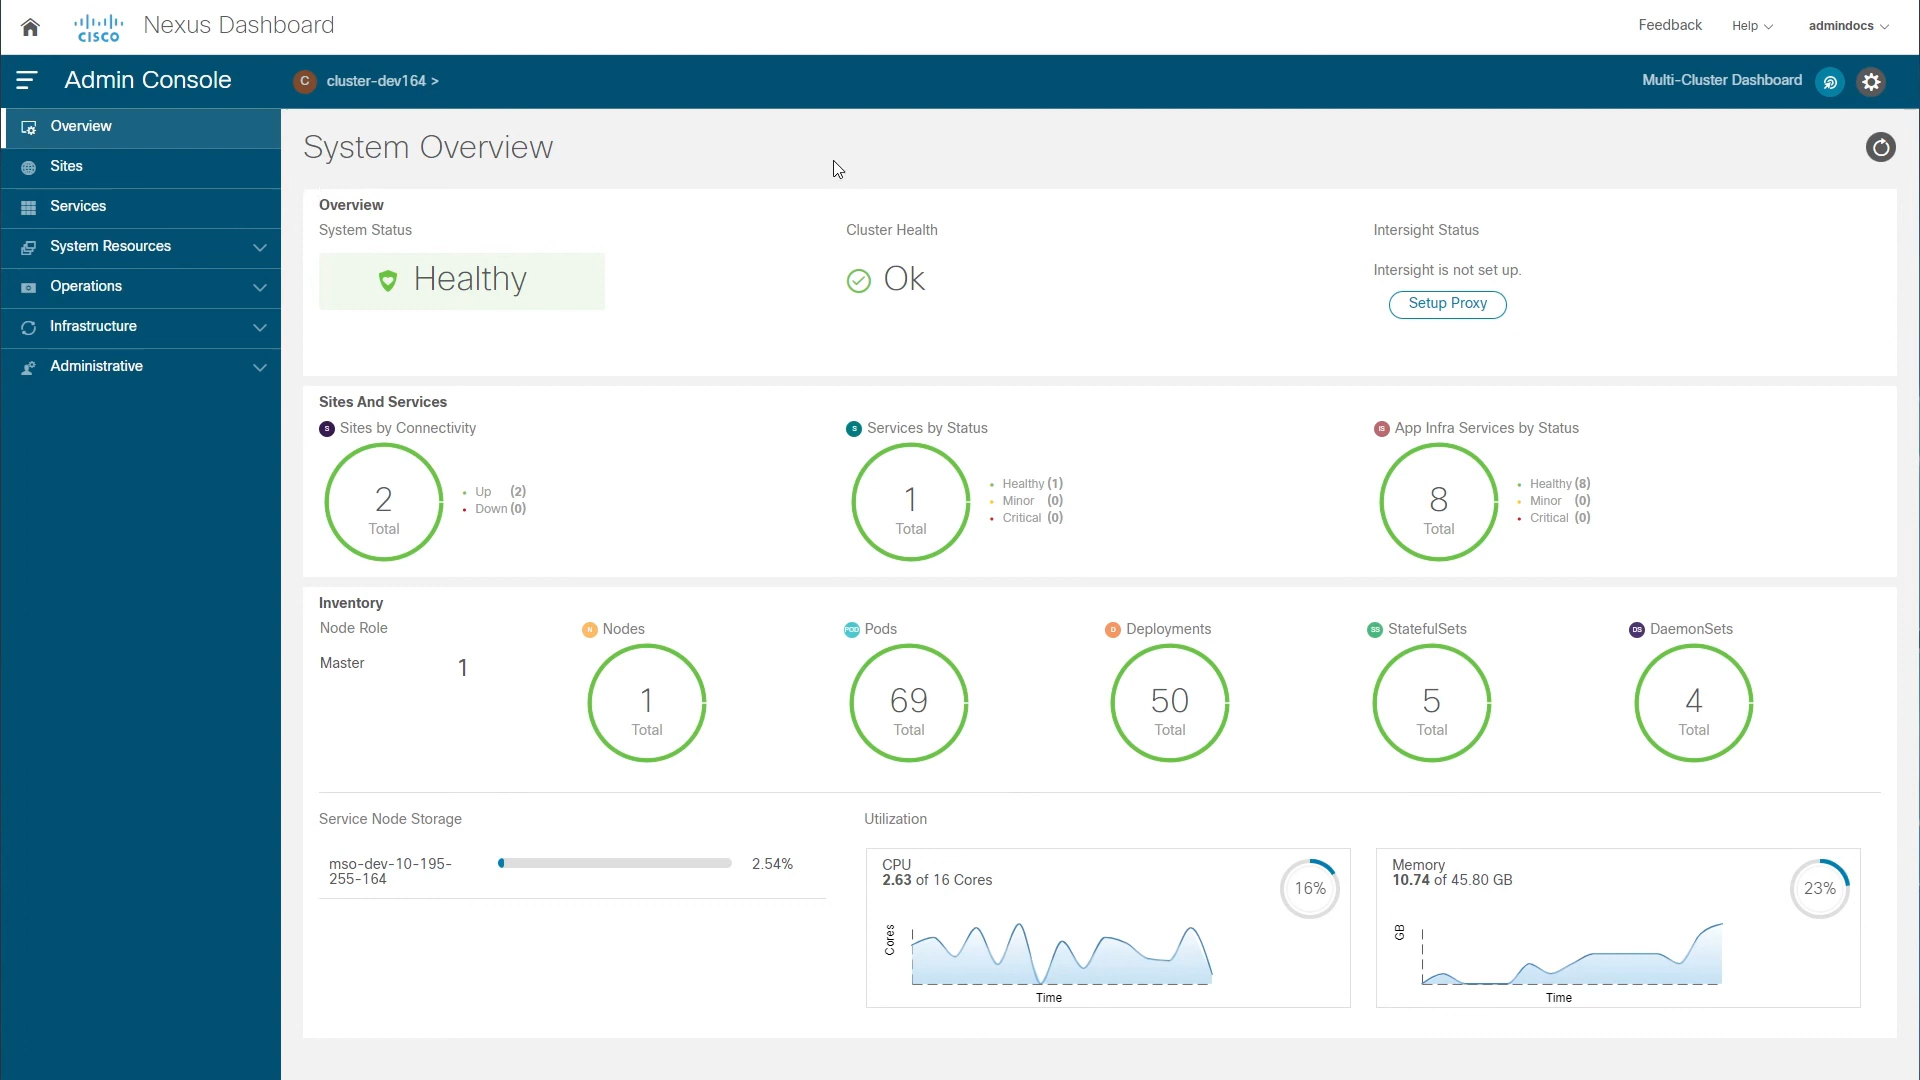 CISCO
Nexus Dashboard
Feedback
Help
admindocs
Admin Console
C
cluster-dev164 >
Multi-Cluster Dashboard
Overview
Sites
Services
System Resources
Operations
Infrastructure
Administrative
System Overview
Overview
System Status
Healthy
Cluster Health
Ok
Intersight Status
Intersight is not set up.
Setup Proxy
Sites And Services
S Sites by Connectivity
2
Total
Up (2)
Down (0)
S Services by Status
1
Total
Healthy (1)
Minor (0)
Critical (0)
IS App Infra Services by Status
8
Total
Healthy (8)
Minor (0)
Critical (0)
Inventory
Node Role
Master 1
N Nodes
1
Total
POD Pods
69
Total
D Deployments
50
Total
SS StatefulSets
5
Total
DS DaemonSets
4
Total
Service Node Storage
mso-dev-10-195-
255-164
2.54%
Utilization
CPU
2.63 of 16 Cores
16%
Cores
Time
Memory
10.74 of 45.80 GB
23%
GB
Time